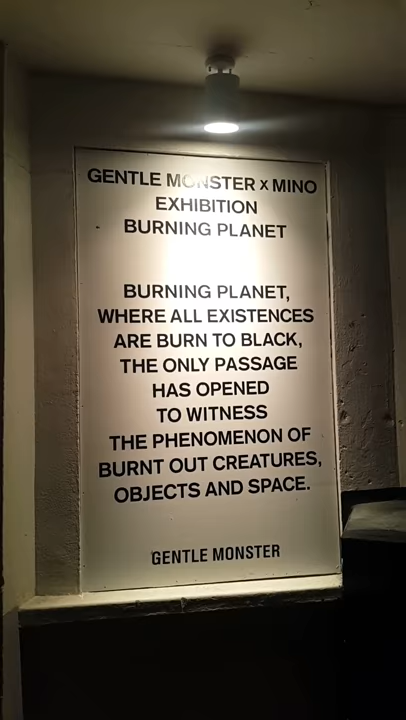 GENTLE MONSTER x MINO
EXHIBITION
BURNING PLANET
BURNING PLANET,
WHERE ALL EXISTENCES
ARE BURN TO BLACK,
THE ONLY PASSAGE
HAS OPENED
TO WITNESS
THE PHENOMENON OF
BURNT OUT CREATURES,
OBJECTS AND SPACE.
GENTLE MONSTER